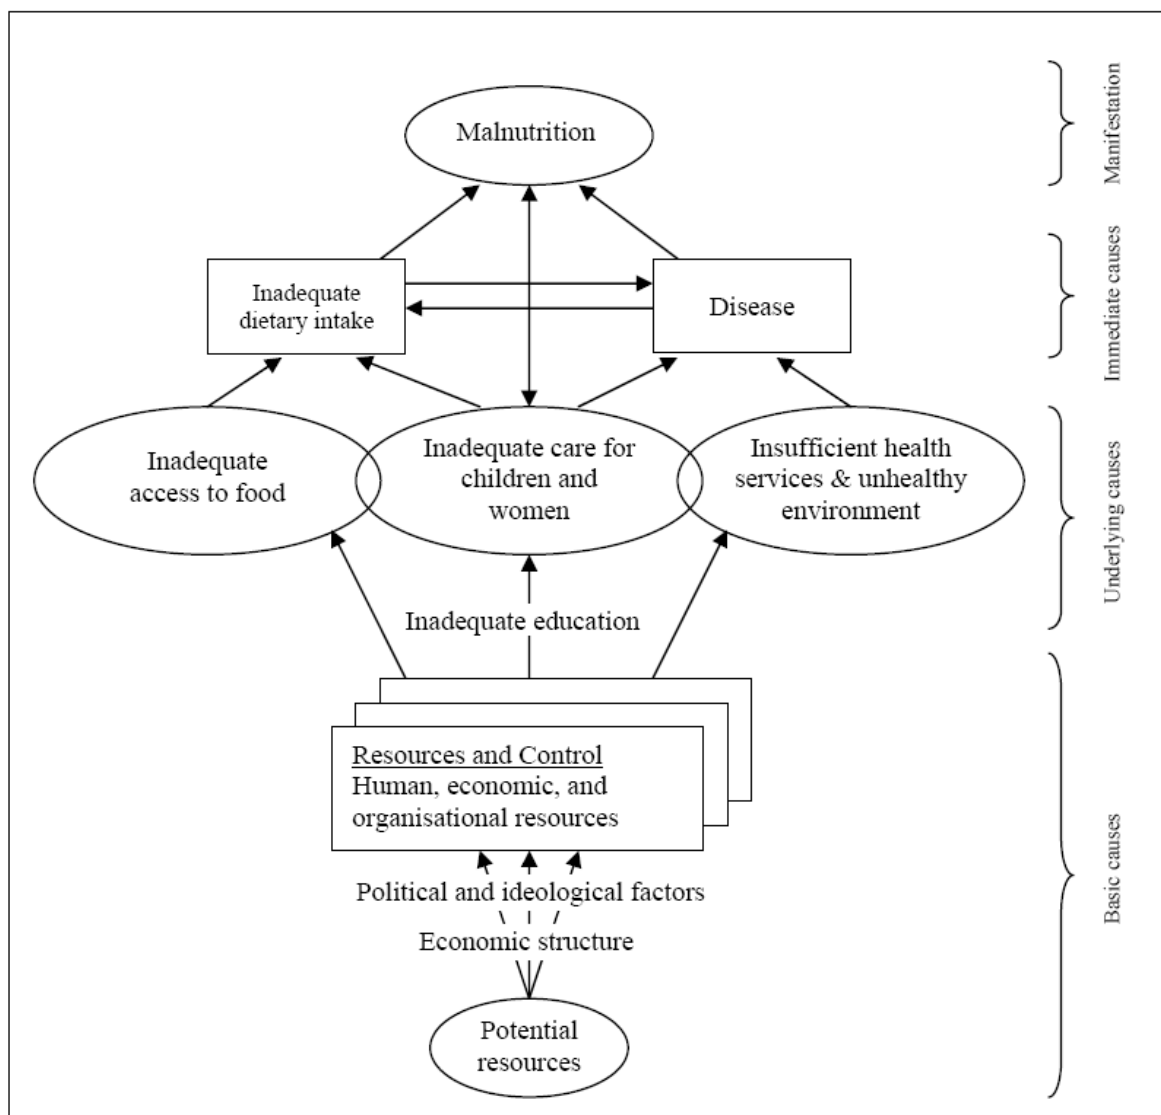 Malnutrition
Manifestation
Inadequate
dietary intake
Disease
Immediate causes
Inadequate
access to food
Inadequate care for
children and
women
Insufficient health
services & unhealthy
environment
Underlying causes
Inadequate education
Resources and Control
Human, economic, and
organisational resources
Political and ideological factors
Economic structure
Potential
resources
Basic causes